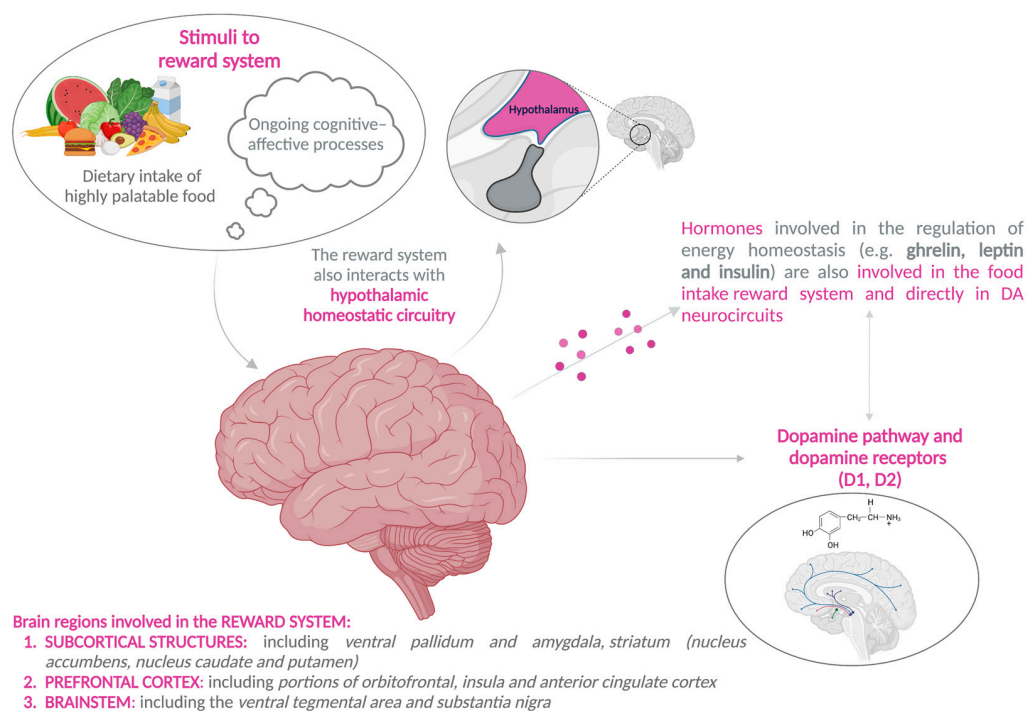 Stimuli to
reward system
Ongoing cognitive–
affective processes
Dietary intake of
highly palatable food
Hypothalamus
The reward system
also interacts with
hypothalamic
homeostatic circuitry
Hormones involved in the regulation of
energy homeostasis (e.g. ghrelin, leptin
and insulin) are also involved in the food
intake reward system and directly in DA
neurocircuits
Dopamine pathway and
dopamine receptors
(D1, D2)
H
CH₂–C–NH₃
+
HO
OH
Brain regions involved in the REWARD SYSTEM:
1. SUBCORTICAL STRUCTURES: including ventral pallidum and amygdala, striatum (nucleus
accumbens, nucleus caudate and putamen)
2. PREFRONTAL CORTEX: including portions of orbitofrontal, insula and anterior cingulate cortex
3. BRAINSTEM: including the ventral tegmental area and substantia nigra